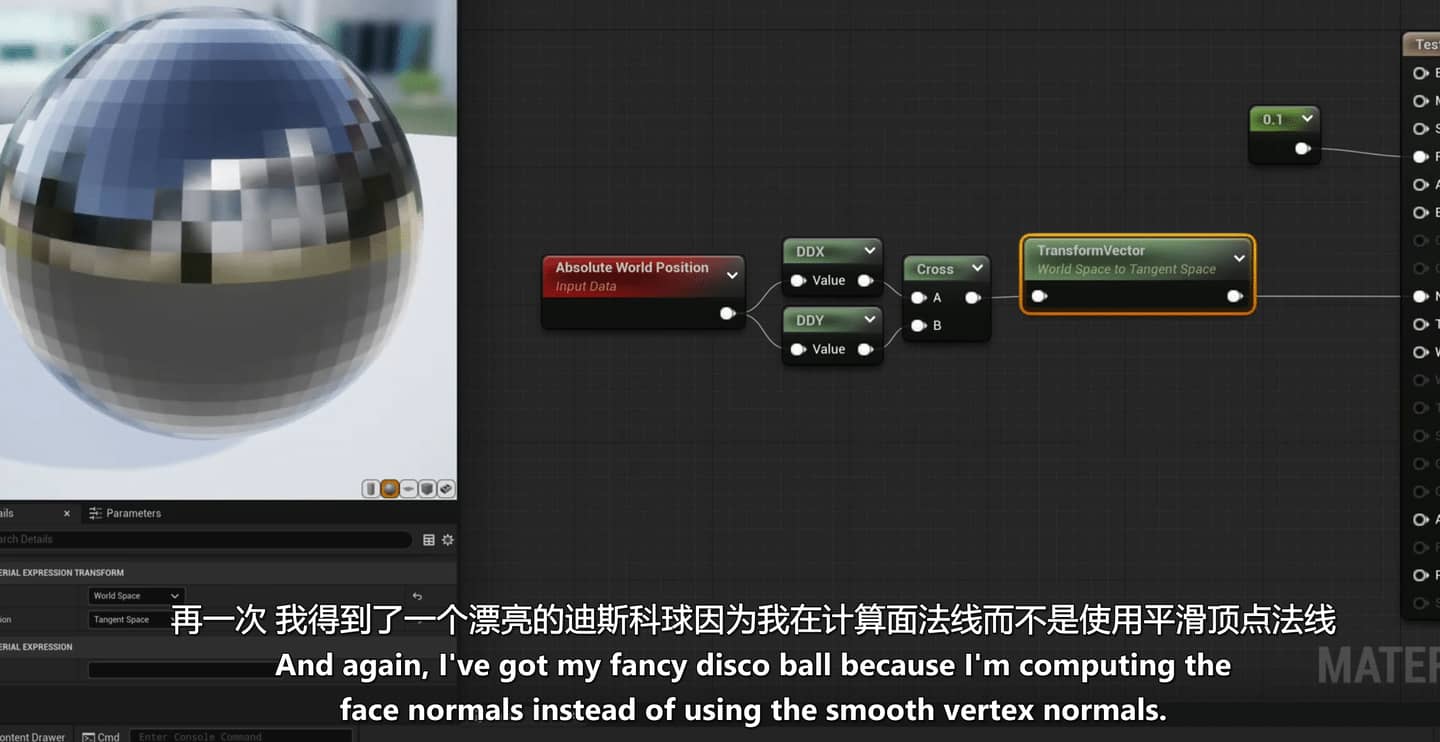 Tes
0.1
Absolute World Position
Input Data
DDX
Value
DDY
Value
Cross
A
B
TransformVector
World Space to Tangent Space
ails
Parameters
arch Details
ERIAL EXPRESSION TRANSFORM
World Space
ion
Tangent Space
ERIAL EXPRESSION
再一次 我得到了一个漂亮的迪斯科球因为我在计算面法线而不是使用平滑顶点法线
And again, I've got my fancy disco ball because I'm computing the
face normals instead of using the smooth vertex normals.
MATER
ontent Drawer
Cmd
Enter Console Command